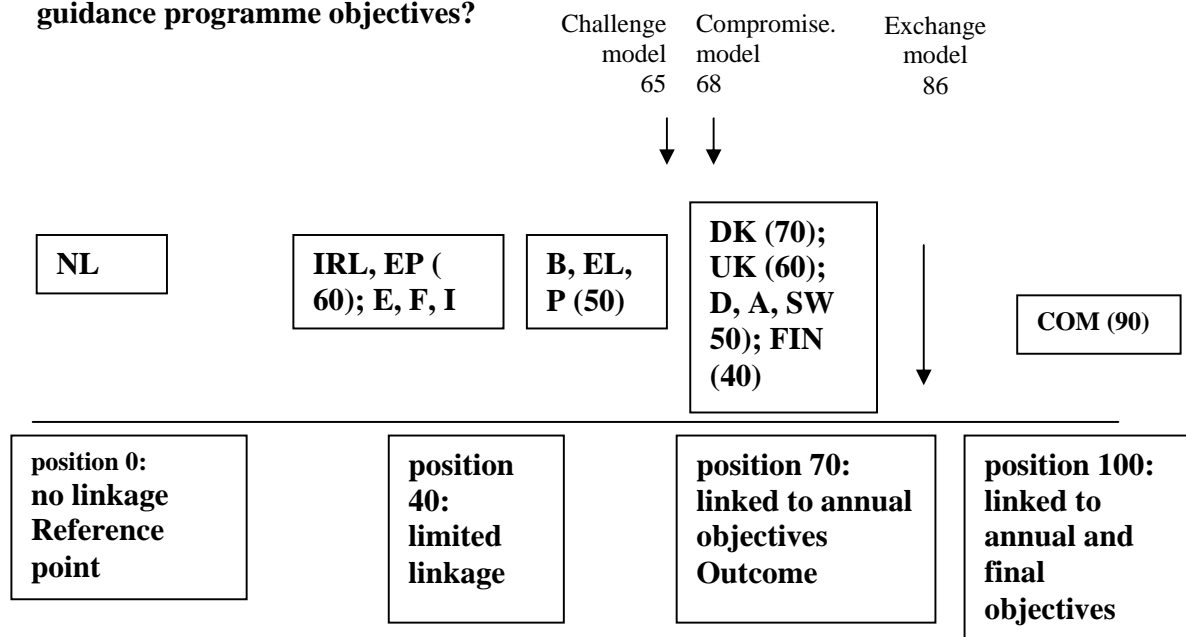 guidance programme objectives?
Challenge
model
65
Compromise.
model
68
Exchange
model
86
NL
IRL, EP (
60); E, F, I
B, EL,
P (50)
DK (70);
UK (60);
D, A, SW
50); FIN
(40)
COM (90)
position 0:
no linkage
Reference
point
position
40:
limited
linkage
position 70:
linked to annual
objectives
Outcome
position 100:
linked to
annual and
final
objectives